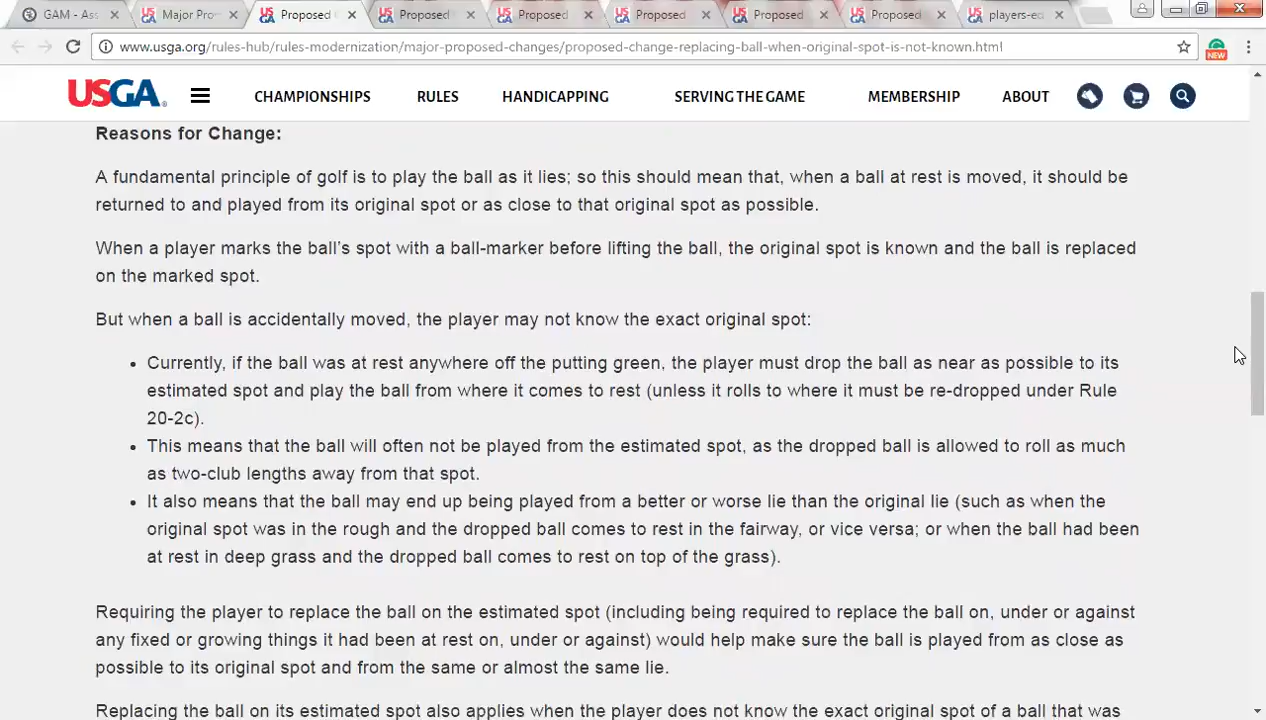 GAM - Ass
Major Pro
Proposed
Proposed
Proposed
Proposed
Proposed
Proposed
players-ed
www.usga.org/rules-hub/rules-modernization/major-proposed-changes/proposed-change-replacing-ball-when-original-spot-is-not-known.html
NEW
USGA
CHAMPIONSHIPS
RULES
HANDICAPPING
SERVING THE GAME
MEMBERSHIP
ABOUT
Reasons for Change:
A fundamental principle of golf is to play the ball as it lies; so this should mean that, when a ball at rest is moved, it should be
returned to and played from its original spot or as close to that original spot as possible.
When a player marks the ball's spot with a ball-marker before lifting the ball, the original spot is known and the ball is replaced
on the marked spot.
But when a ball is accidentally moved, the player may not know the exact original spot:
• Currently, if the ball was at rest anywhere off the putting green, the player must drop the ball as near as possible to its
estimated spot and play the ball from where it comes to rest (unless it rolls to where it must be re-dropped under Rule
20-2c).
• This means that the ball will often not be played from the estimated spot, as the dropped ball is allowed to roll as much
as two-club lengths away from that spot.
• It also means that the ball may end up being played from a better or worse lie than the original lie (such as when the
original spot was in the rough and the dropped ball comes to rest in the fairway, or vice versa; or when the ball had been
at rest in deep grass and the dropped ball comes to rest on top of the grass).
Requiring the player to replace the ball on the estimated spot (including being required to replace the ball on, under or against
any fixed or growing things it had been at rest on, under or against) would help make sure the ball is played from as close as
possible to its original spot and from the same or almost the same lie.
Replacing the ball on its estimated spot also applies when the player does not know the exact original spot of a ball that was